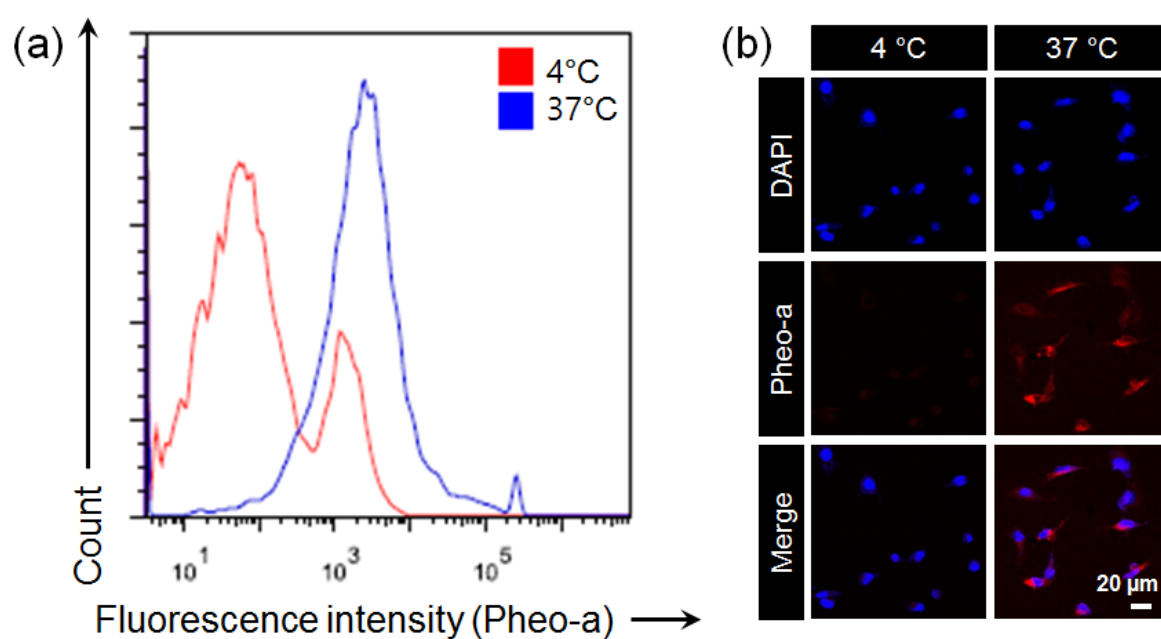 (a)
4°C
37°C
Count
10¹
10³
10⁵
Fluorescence intensity (Pheo-a)
(b)
4 °C
37 °C
DAPI
Pheo-a
Merge
20 µm